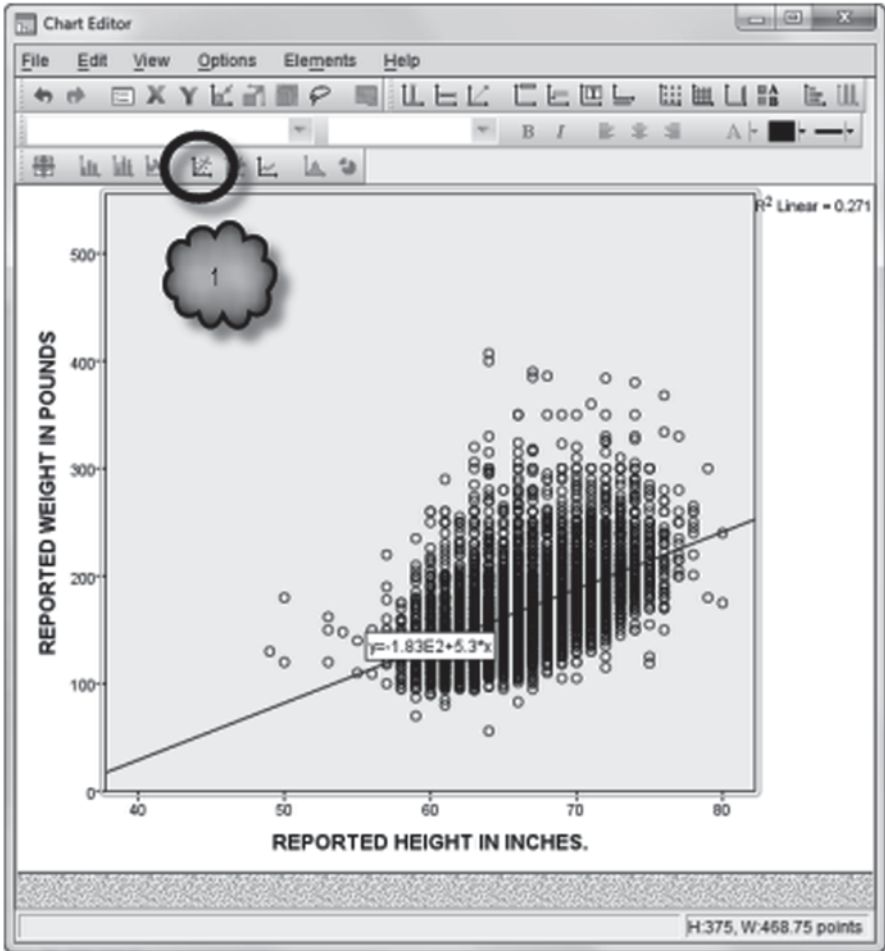 Chart Editor
File Edit View Options Elements Help
X Y
B I A
R² Linear = 0.271
1
500
400
300
200
100
0
REPORTED WEIGHT IN POUNDS
y=-1.83E2+5.3*x
40 50 60 70 80
REPORTED HEIGHT IN INCHES.
H:375, W:468.75 points